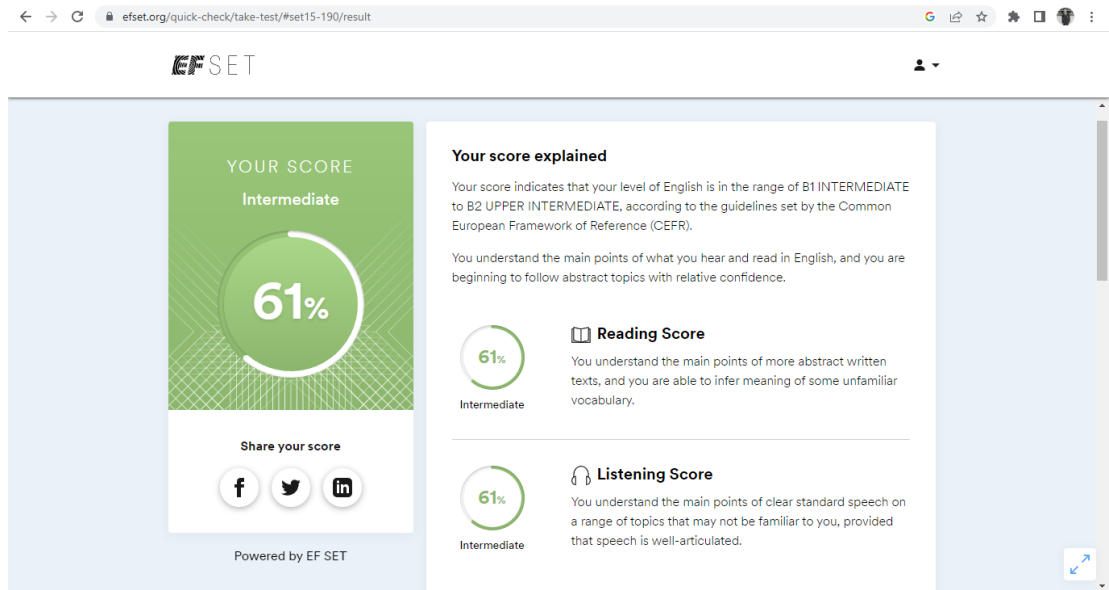 efset.org/quick-check/take-test/#set15-190/result
G
EFSET
YOUR SCORE
Intermediate
61%
Share your score
f
in
Powered by EF SET
Your score explained
Your score indicates that your level of English is in the range of B1 INTERMEDIATE
to B2 UPPER INTERMEDIATE, according to the guidelines set by the Common
European Framework of Reference (CEFR).
You understand the main points of what you hear and read in English, and you are
beginning to follow abstract topics with relative confidence.
61%
Intermediate
Reading Score
You understand the main points of more abstract written
texts, and you are able to infer meaning of some unfamiliar
vocabulary.
61%
Intermediate
Listening Score
You understand the main points of clear standard speech on
a range of topics that may not be familiar to you, provided
that speech is well-articulated.